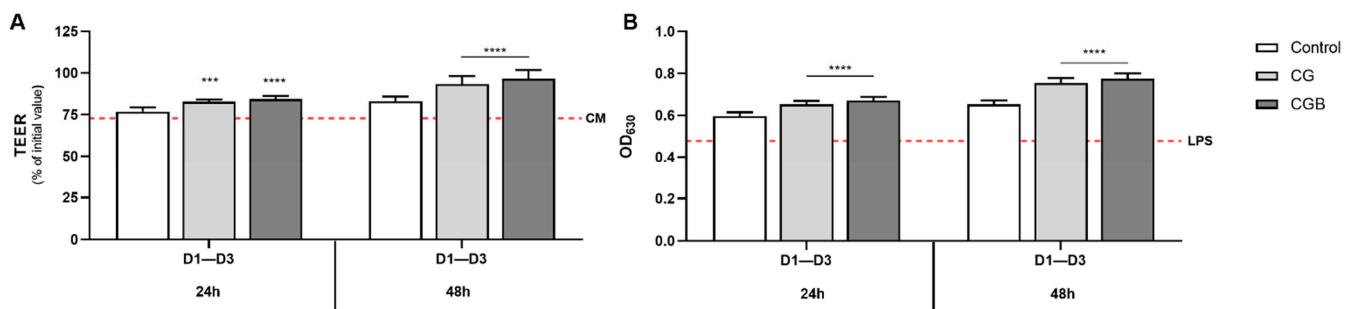 A
TEER
(% of initial value)
125
100
75
50
25
0
***
****
****
CM
D1—D3
D1—D3
24h
48h
B
OD630
1.0
0.8
0.6
0.4
0.2
0.0
****
****
LPS
D1—D3
D1—D3
24h
48h
Control
CG
CGB